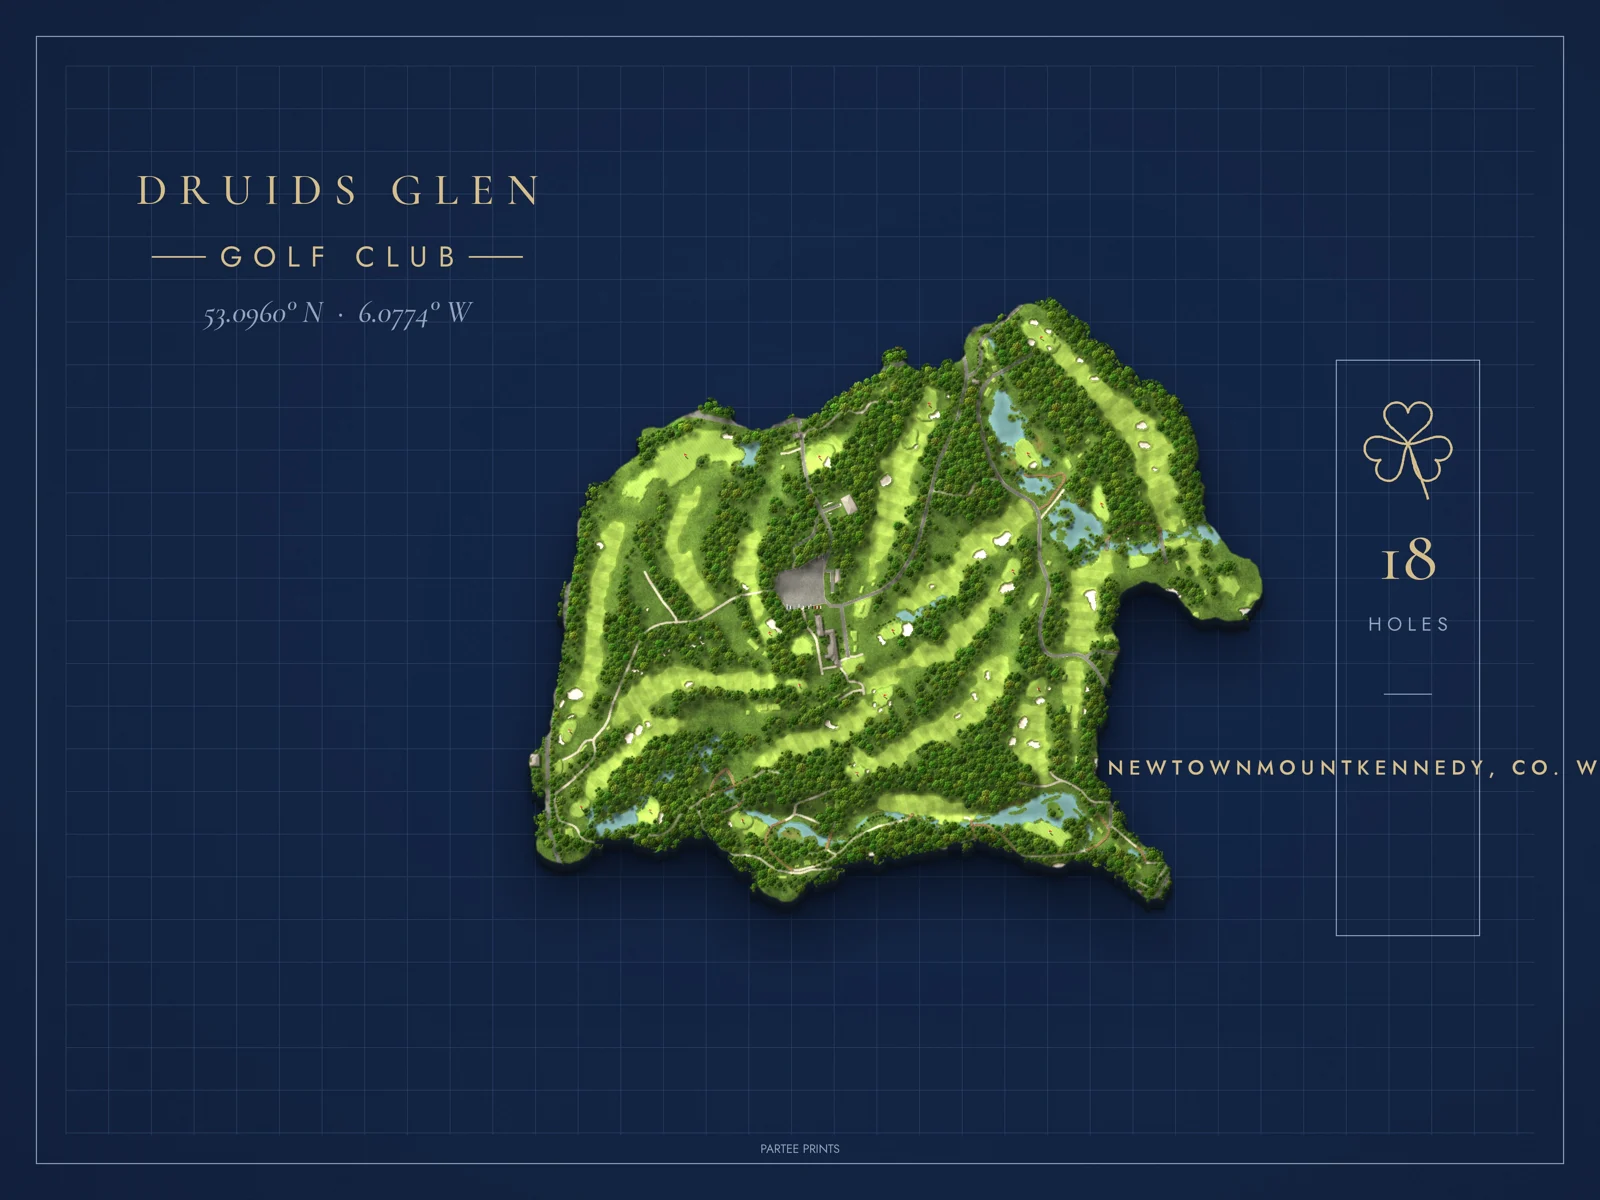 DRUIDS GLEN
GOLF CLUB
53.0960° N · 6.0774° W
18
HOLES
NEWTOWNMOUNTKENNEDY, CO. W
PARTEE PRINTS